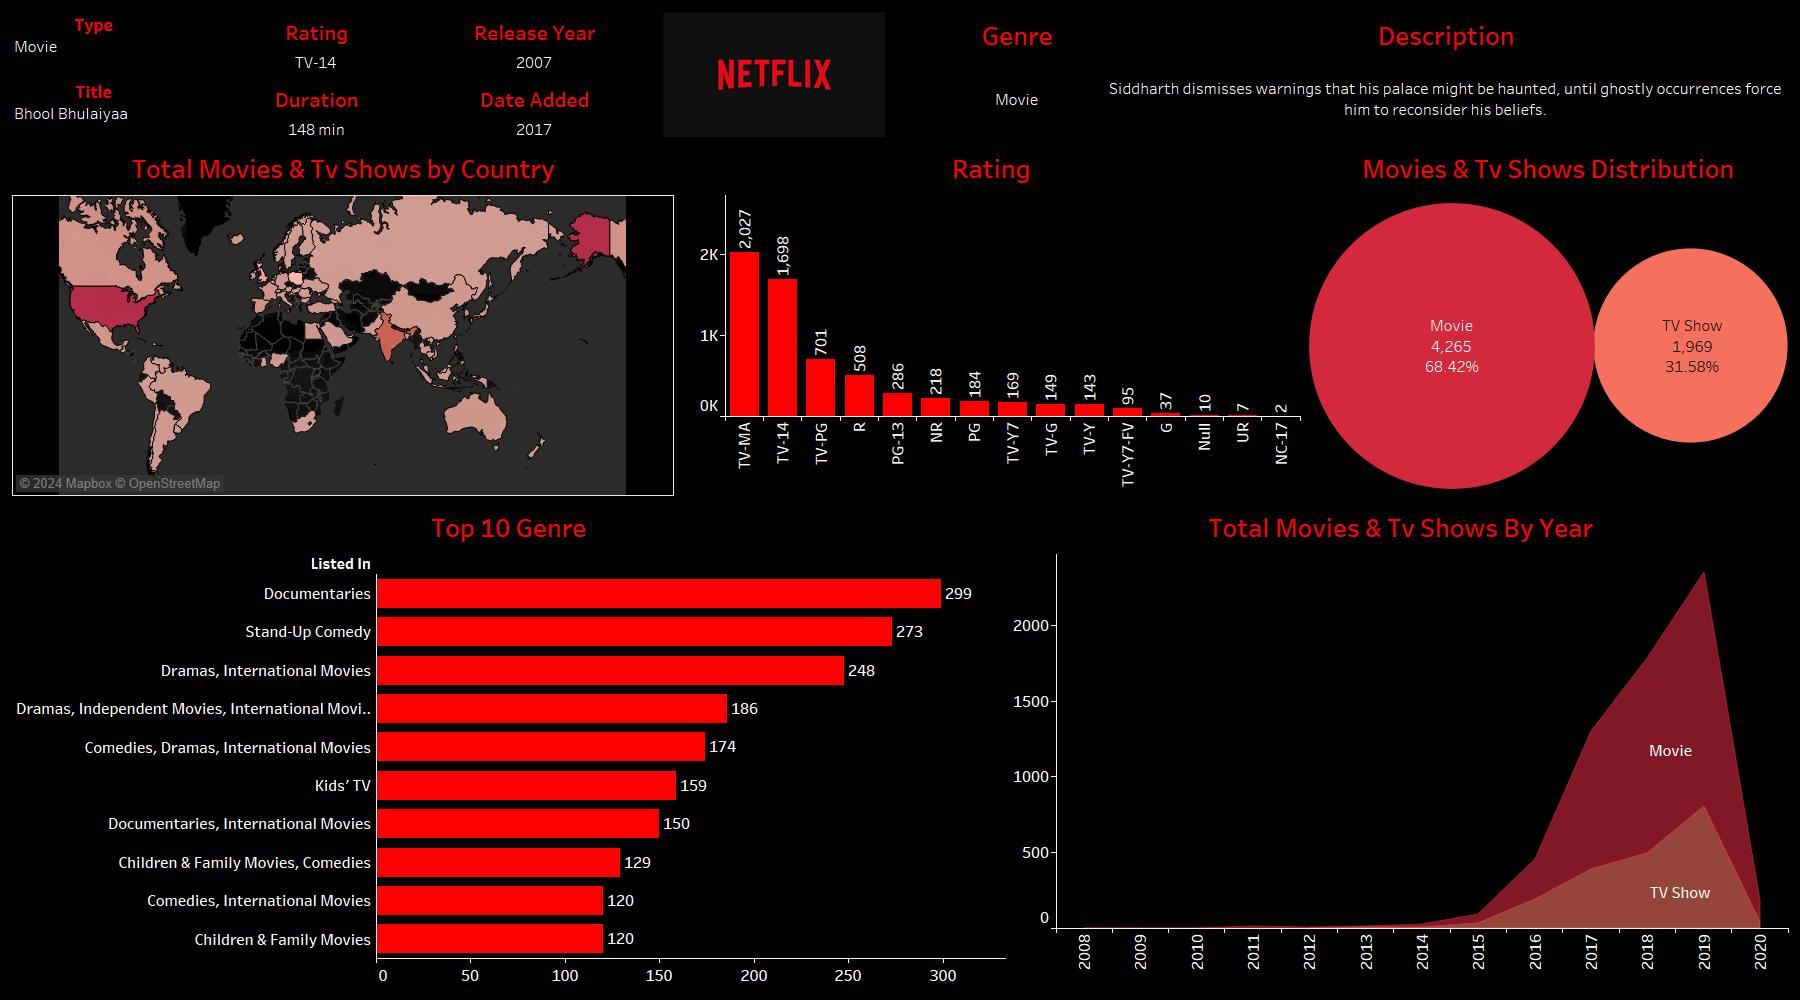 Type
Movie
Title
Bhool Bhulaiyaa
Rating
TV-14
Duration
148 min
Release Year
2007
Date Added
2017
NETFLIX
Genre
Movie
Description
Siddharth dismisses warnings that his palace might be haunted, until ghostly occurrences force
him to reconsider his beliefs.
Total Movies & Tv Shows by Country
© 2024 Mapbox © OpenStreetMap
Rating
2K
1K
0K
2,027
1,698
701
508
286
218
184
169
149
143
95
37
10
7
2
TV-MA
TV-14
TV-PG
R
PG-13
NR
PG
TV-Y7
TV-G
TV-Y
TV-Y7-FV
G
Null
UR
NC-17
Movies & Tv Shows Distribution
Movie
4,265
68.42%
TV Show
1,969
31.58%
Top 10 Genre
Listed In
Documentaries 299
Stand-Up Comedy 273
Dramas, International Movies 248
Dramas, Independent Movies, International Movi.. 186
Comedies, Dramas, International Movies 174
Kids' TV 159
Documentaries, International Movies 150
Children & Family Movies, Comedies 129
Comedies, International Movies 120
Children & Family Movies 120
0 50 100 150 200 250 300
Total Movies & Tv Shows By Year
2000
1500
1000
500
0
Movie
TV Show
2008
2009
2010
2011
2012
2013
2014
2015
2016
2017
2018
2019
2020